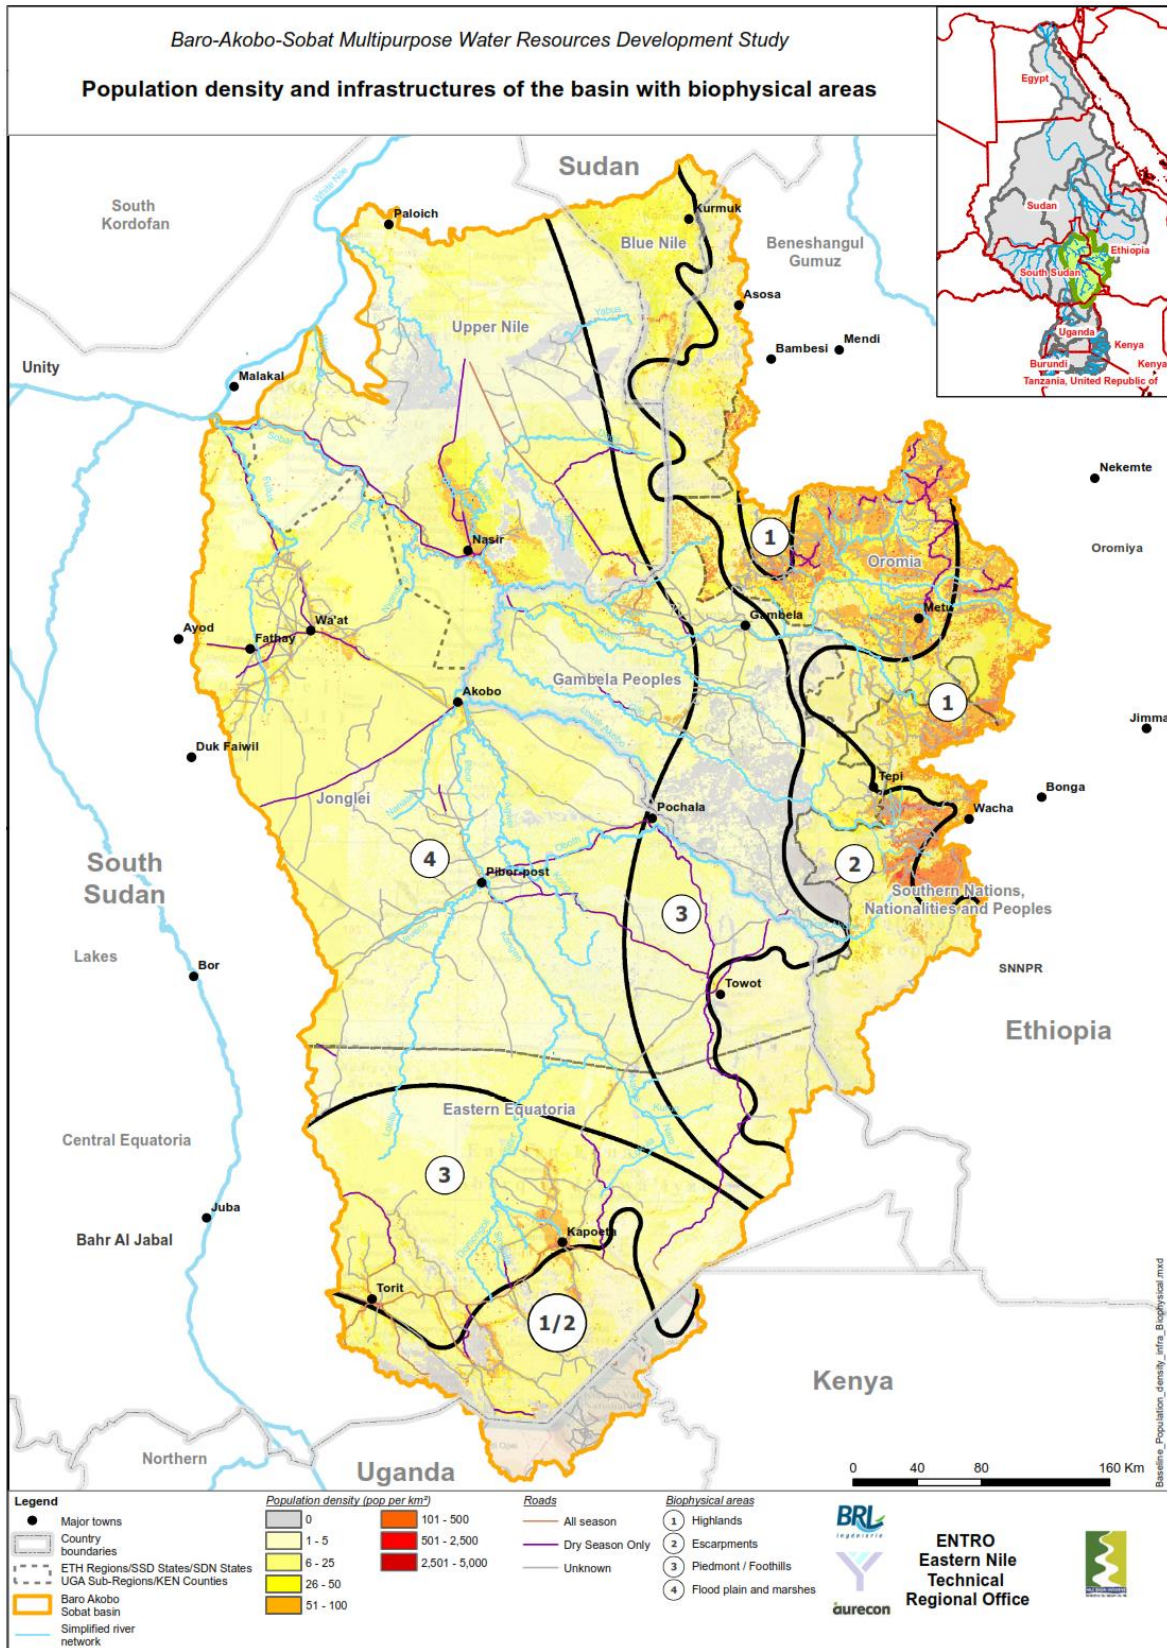 Baro-Akobo-Sobat Multipurpose Water Resources Development Study
Population density and infrastructures of the basin with biophysical areas
Egypt
Sudan
Ethiopia
South Sudan
Uganda
Kenya
Burundi
Kenya
Tanzania, United Republic of
Sudan
South
Kordofan
White Nile
Paloich
Kurmuk
Blue Nile
Beneshangul
Gumuz
Asosa
Upper Nile
Yabus
Mendi
Bambesi
Unity
Malakal
Sobat
Nekemte
Nasir
1
Oromiya
Oromia
Metu
Gambela
Wa'at
Ayod
Fathay
Gambela Peoples
Akobo
1
Jimma
Duk Faiwil
Lower Akobo
Tepi
Bonga
Jonglei
Pochala
Wacha
South
Sudan
4
Oboth
2
Pibor-post
Southern Nations,
Nationalities and Peoples
3
Lakes
Kangen
Bor
SNNPR
Towot
Ethiopia
Eastern Equatoria
Central Equatoria
3
Juba
Kapoeta
Bahr Al Jabal
Torit
1/2
Kenya
Northern
Uganda
Baseline_Population_density_infra_Biophysical.mxd
0 40 80 160 Km
Legend
Major towns
Country
boundaries
ETH Regions/SSD States/SDN States
UGA Sub-Regions/KEN Counties
Baro Akobo
Sobat basin
Simplified river
network
Population density (pop per km²)
0
1 - 5
6 - 25
26 - 50
51 - 100
101 - 500
501 - 2,500
2,501 - 5,000
Roads
All season
Dry Season Only
Unknown
Biophysical areas
1 Highlands
2 Escarpments
3 Piedmont / Foothills
4 Flood plain and marshes
BRL
ingénierie
aurecon
ENTRO
Eastern Nile
Technical
Regional Office